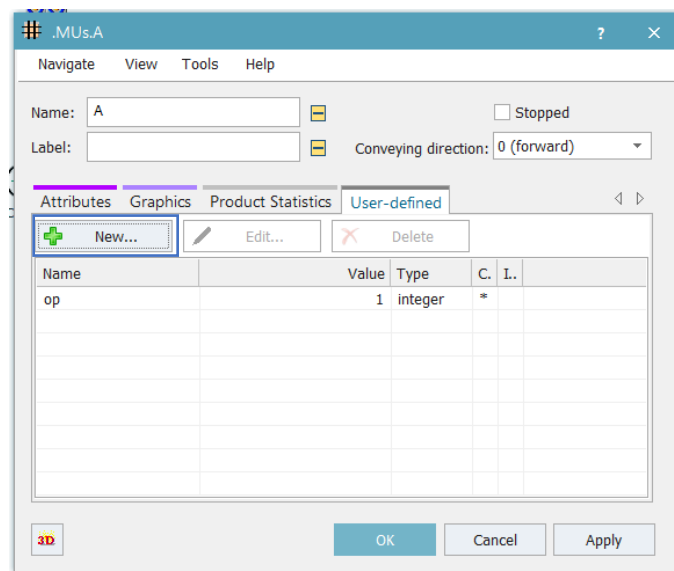 .MUs.A ?
Navigate View Tools Help
Name: A Stopped
Label: Conveying direction: 0 (forward)
Attributes Graphics Product Statistics User-defined
New... Edit... Delete
Name Value Type C. I..
op 1 integer *
3D OK Cancel Apply